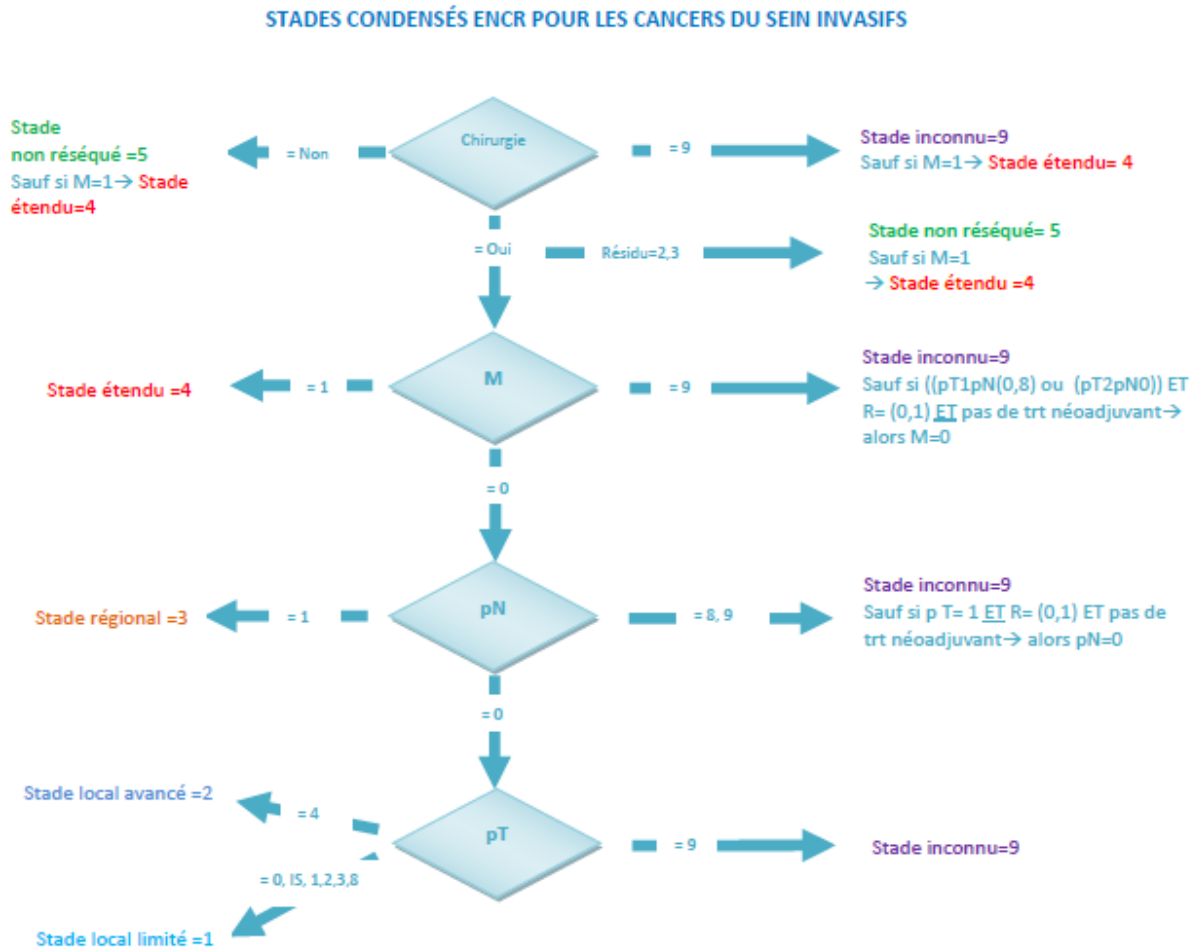 STADES CONDENSÉS ENCR POUR LES CANCERS DU SEIN INVASIFS
Chirurgie
Stade
non réséqué =5
Sauf si M=1→ Stade
étendu=4
= Non
= 9
Stade inconnu=9
Sauf si M=1→ Stade étendu= 4
= Oui
Résidu=2,3
Stade non réséqué= 5
Sauf si M=1
→ Stade étendu =4
M
Stade étendu =4
= 1
= 9
Stade inconnu=9
Sauf si ((pT1pN(0,8) ou (pT2pN0)) ET
R= (0,1) ET pas de trt néoadjuvant→
alors M=0
= 0
pN
Stade régional =3
= 1
= 8, 9
Stade inconnu=9
Sauf si p T= 1 ET R= (0,1) ET pas de
trt néoadjuvant→ alors pN=0
= 0
pT
Stade local avancé =2
= 4
= 9
Stade inconnu=9
= 0, IS, 1,2,3,8
Stade local limité =1